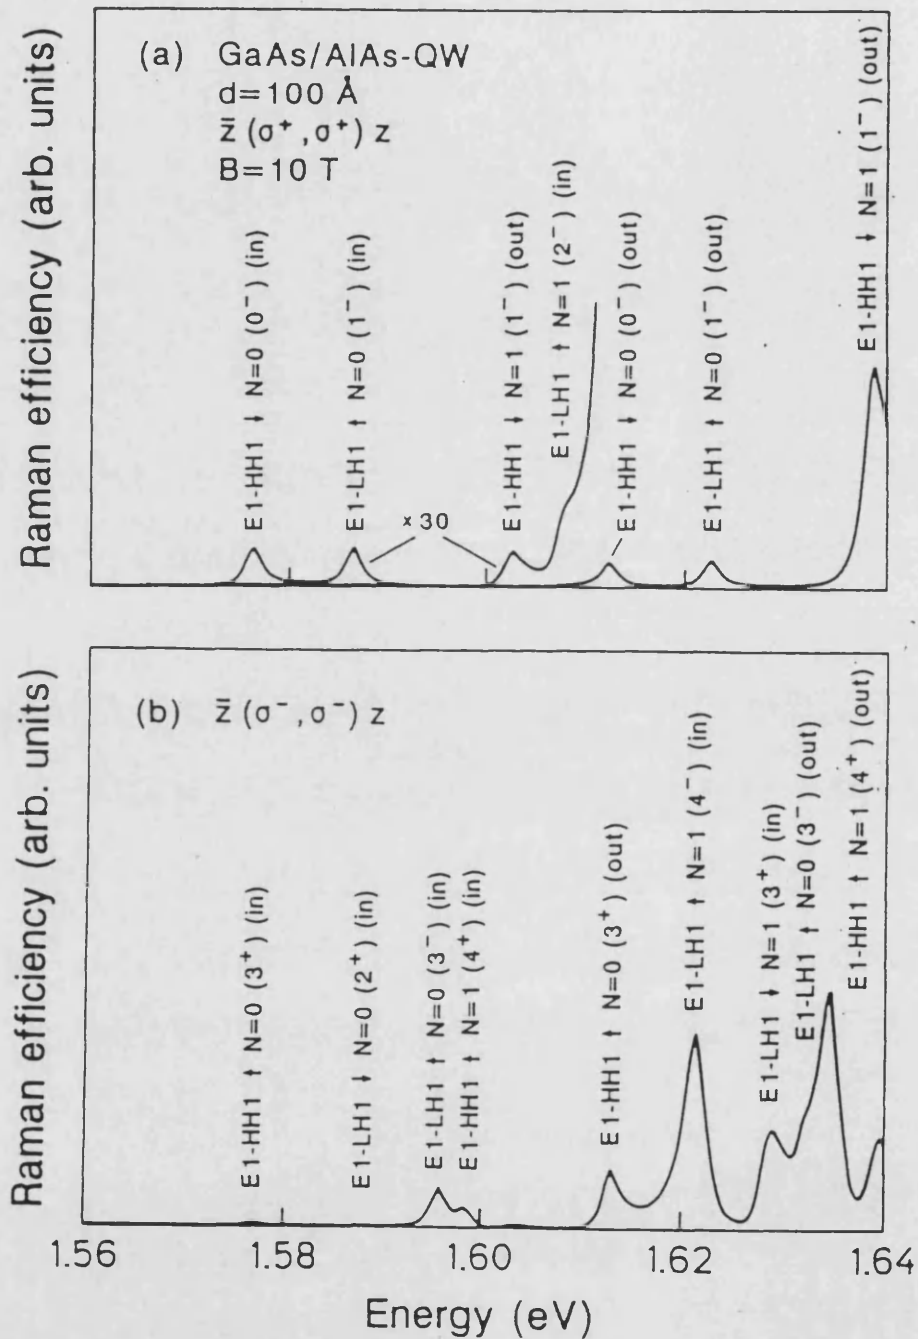 Raman efficiency (arb. units)
(a) GaAs/AlAs-QW
d=100 Å
z̄ (σ⁺,σ⁺) z
B=10 T
E1-HH1 ↓ N=0 (0⁻) (in)
E1-LH1 ↑ N=0 (1⁻) (in)
×30
E1-HH1 ↓ N=1 (1⁻) (out)
E1-LH1 ↑ N=1 (2⁻) (in)
E1-HH1 ↓ N=0 (0⁻) (out)
E1-LH1 ↑ N=0 (1⁻) (out)
E1-HH1 ↓ N=1 (1⁻) (out)
1.60
1.62
Raman efficiency (arb. units)
(b) z̄ (σ⁻,σ⁻) z
E1-HH1 ↑ N=0 (3⁺) (in)
E1-LH1 ↓ N=0 (2⁺) (in)
E1-LH1 ↑ N=0 (3⁻) (in)
E1-HH1 ↑ N=1 (4⁺) (in)
E1-HH1 ↑ N=0 (3⁺) (out)
E1-LH1 ↑ N=1 (4⁻) (in)
E1-LH1 ↓ N=1 (3⁺) (in)
E1-LH1 ↑ N=0 (3⁻) (out)
E1-HH1 ↑ N=1 (4⁺) (out)
1.56 1.58 1.60 1.62 1.64
Energy (eV)